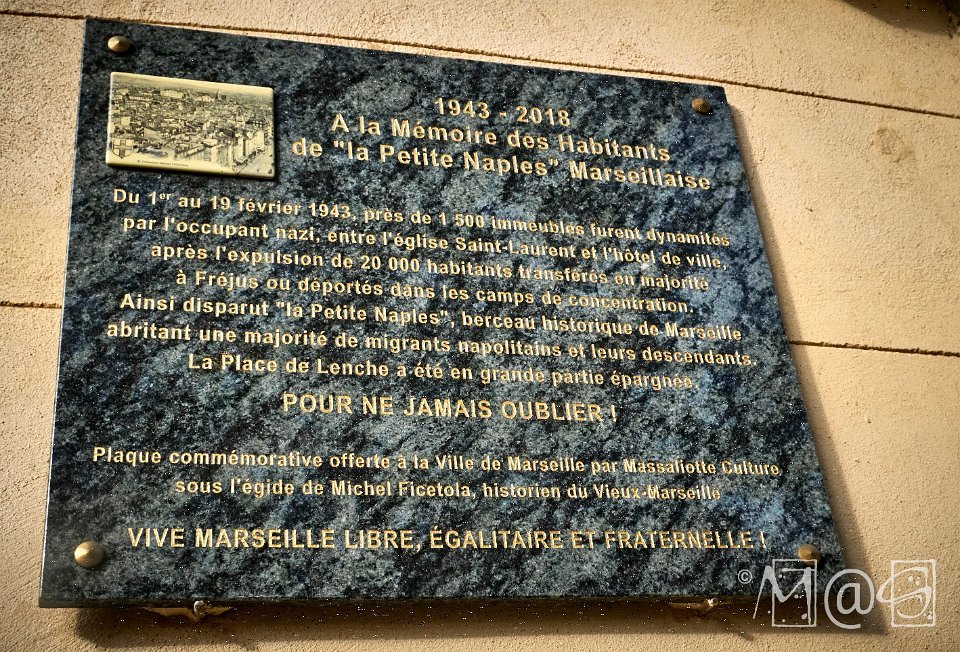 1943 - 2018
A la Mémoire des Habitants
de "la Petite Naples" Marseillaise
Du 1er au 19 février 1943, près de 1 500 immeubles furent dynamités
par l'occupant nazi, entre l'église Saint-Laurent et l'hôtel de ville,
après l'expulsion de 20 000 habitants transférés en majorité
à Fréjus ou déportés dans les camps de concentration.
Ainsi disparut "la Petite Naples", berceau historique de Marseille
abritant une majorité de migrants napolitains et leurs descendants.
La Place de Lenche a été en grande partie épargnée.
POUR NE JAMAIS OUBLIER !
Plaque commémorative offerte à la Ville de Marseille par Massaliotte Culture,
sous l'égide de Michel Ficetola, historien du Vieux-Marseille
VIVE MARSEILLE LIBRE, ÉGALITAIRE ET FRATERNELLE !
© M@S